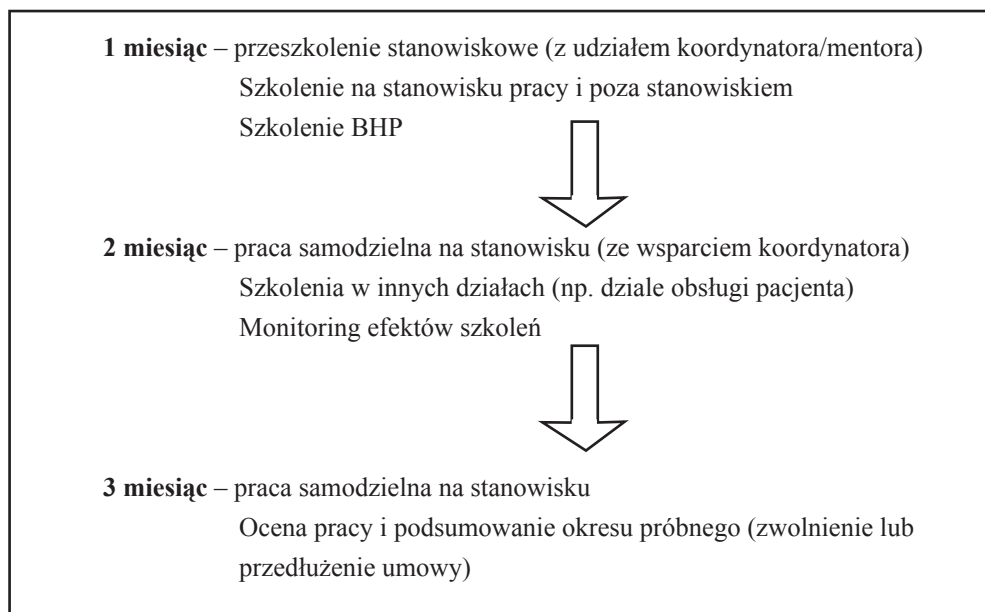 1 miesiąc – przeszkolenie stanowiskowe (z udziałem koordynatora/mentora)
Szkolenie na stanowisku pracy i poza stanowiskiem
Szkolenie BHP
2 miesiąc – praca samodzielna na stanowisku (ze wsparciem koordynatora)
Szkolenia w innych działach (np. dziale obsługi pacjenta)
Monitoring efektów szkoleń
3 miesiąc – praca samodzielna na stanowisku
Ocena pracy i podsumowanie okresu próbnego (zwolnienie lub
przedłużenie umowy)